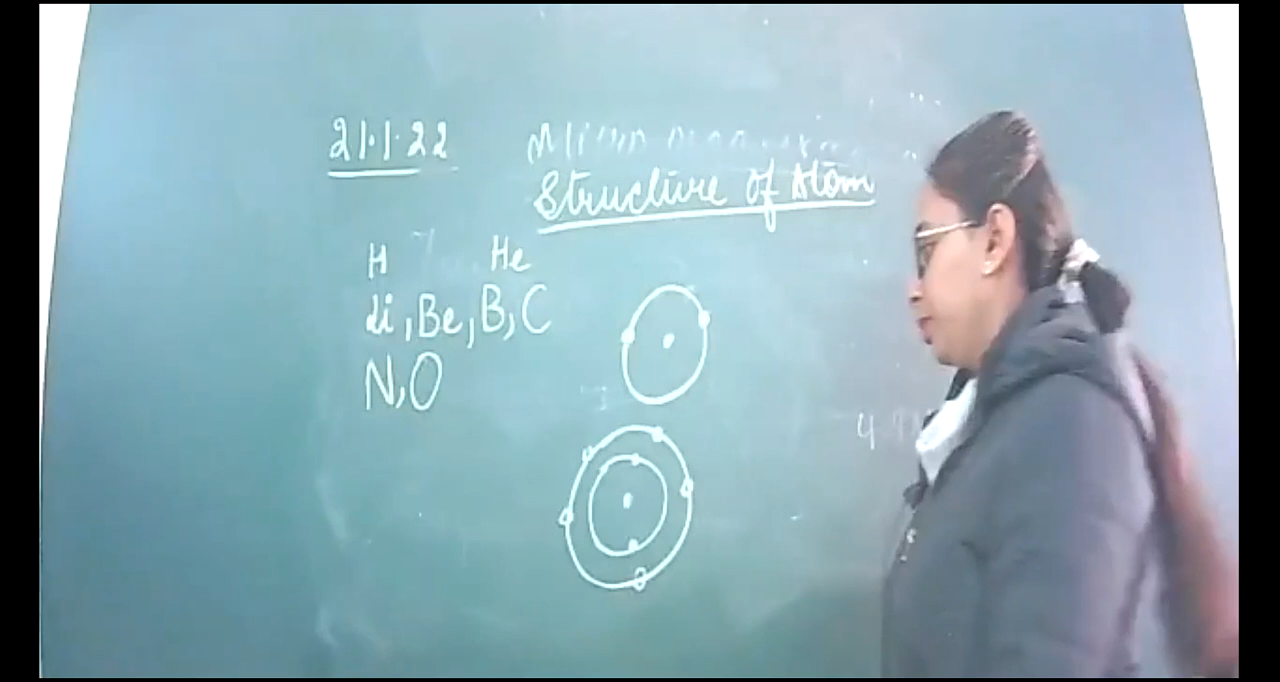 21.1.22
Structure of Atom
H He
Li, Be, B, C
N, O